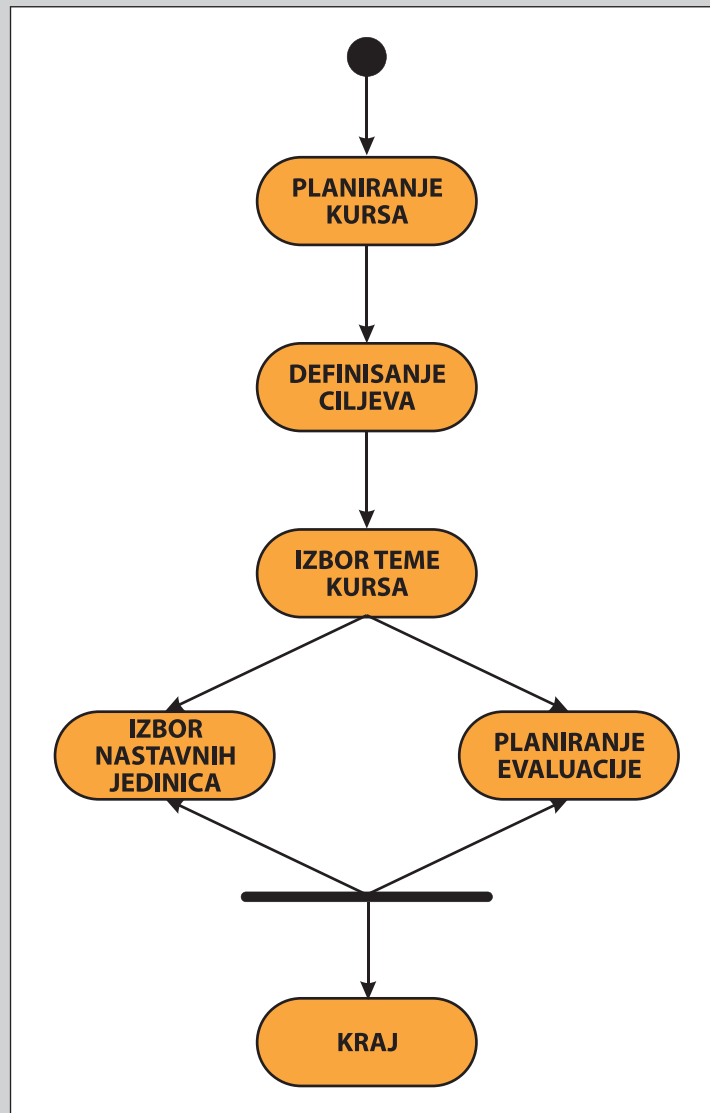 PLANIRANJE
KURSA
DEFINISANJE
CILJEVA
IZBOR TEME
KURSA
IZBOR
NASTAVNIH
JEDINICA
PLANIRANJE
EVALUACIJE
KRAJ